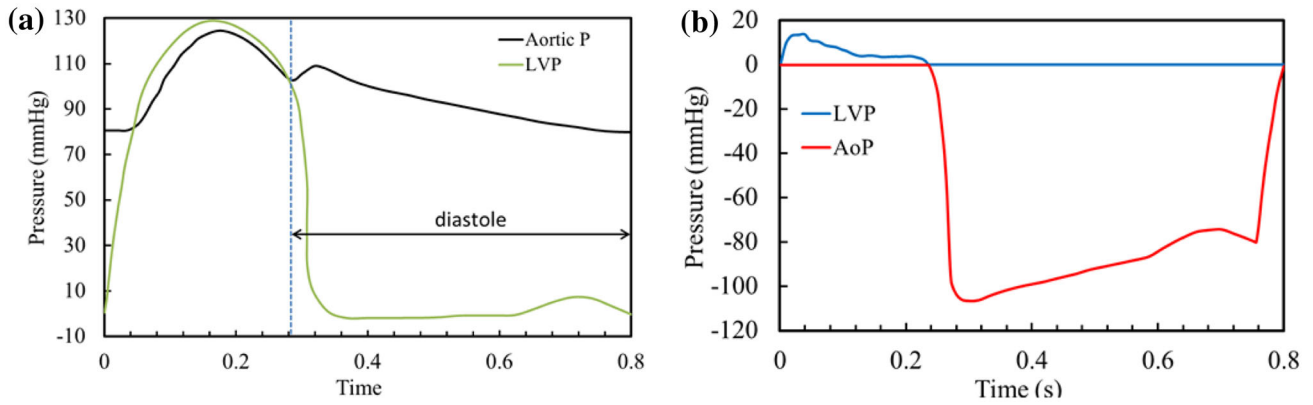 (a)
130
110
90
70
50
30
10
-10
Pressure (mmHg)
Aortic P
LVP
diastole
0 0.2 0.4 0.6 0.8
Time
(b)
20
0
-20
-40
-60
-80
-100
-120
Pressure (mmHg)
LVP
AoP
0 0.2 0.4 0.6 0.8
Time (s)